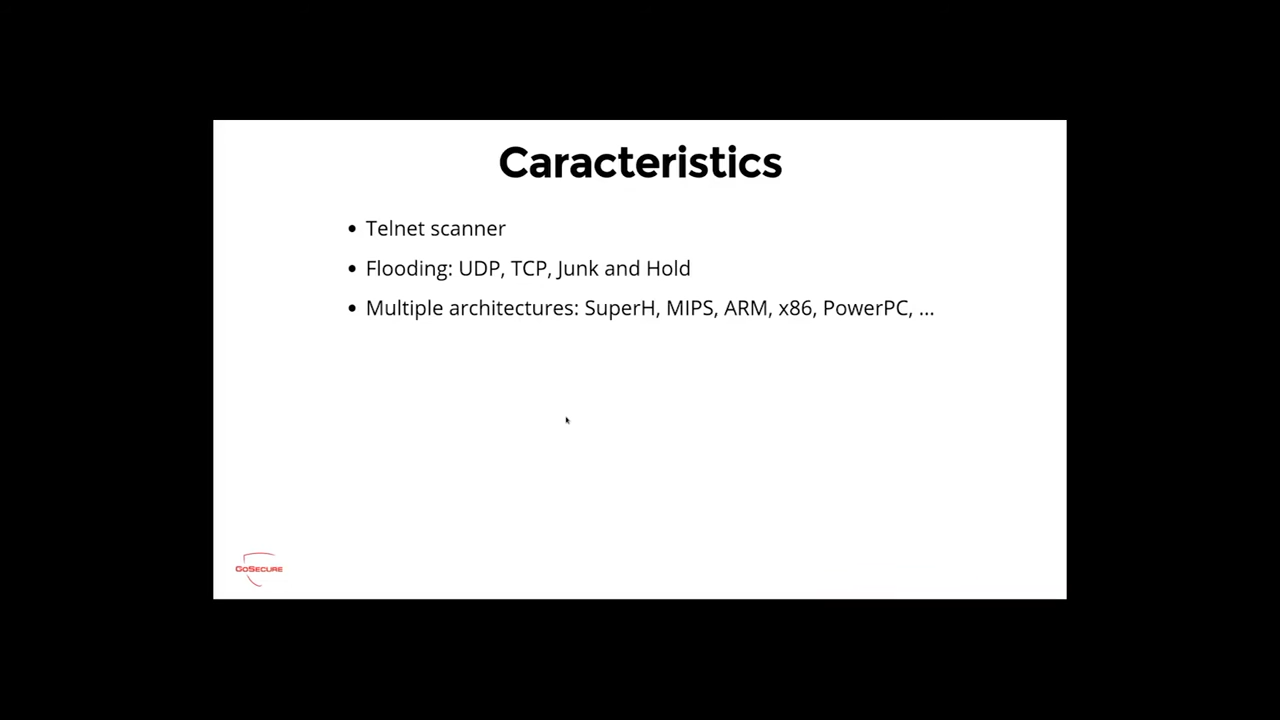 Caracteristics
• Telnet scanner
• Flooding: UDP, TCP, Junk and Hold
• Multiple architectures: SuperH, MIPS, ARM, x86, PowerPC, ...
GoSecure